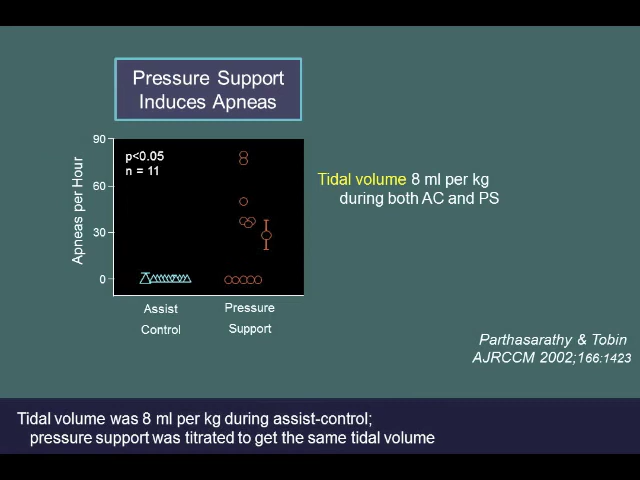 Pressure Support
Induces Apneas
90
60
30
0
Apneas per Hour
p<0.05
n = 11
Assist
Control
Pressure
Support
Tidal volume 8 ml per kg
during both AC and PS
Parthasarathy & Tobin
AJRCCM 2002;166:1423
Tidal volume was 8 ml per kg during assist-control;
pressure support was titrated to get the same tidal volume